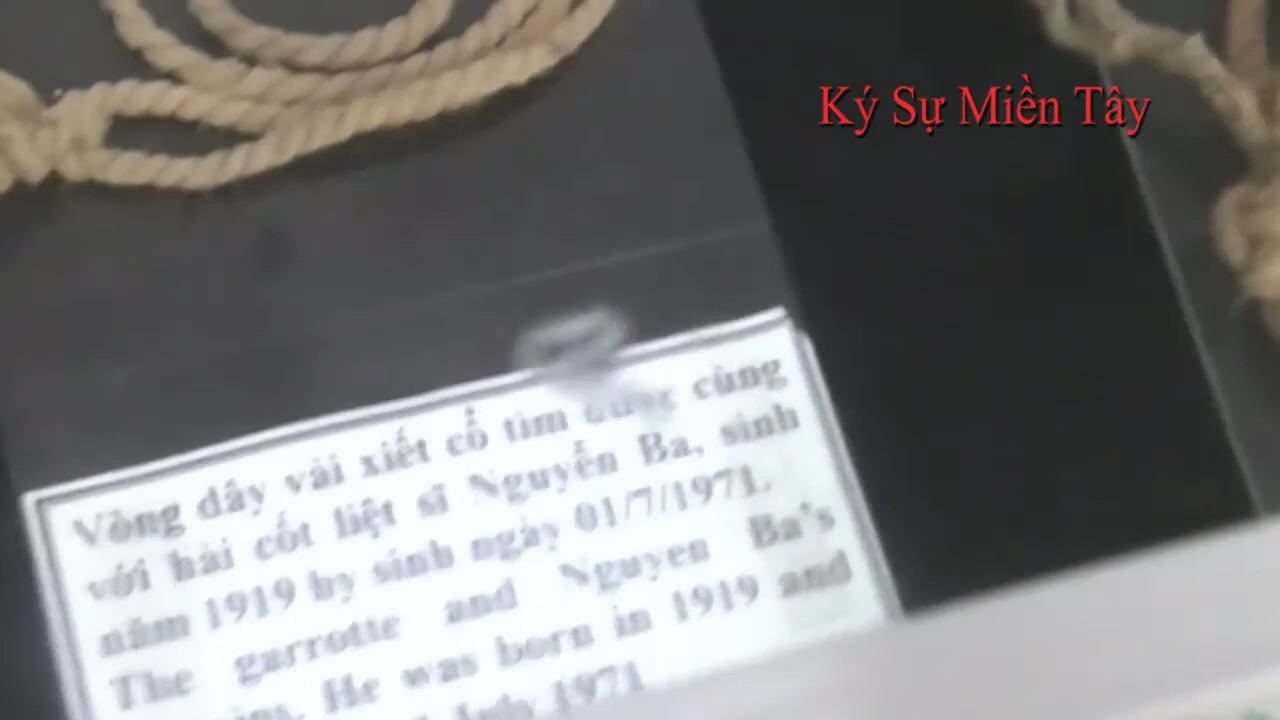 Ký Sự Miền Tây
Vòng dây vải xiết cổ tìm được cùng
với hài cốt liệt sĩ Nguyễn Ba, sinh
năm 1919 hy sinh ngày 01/7/1971.
The garrotte and Nguyen Ba's
He was born in 1919 and
July 1971